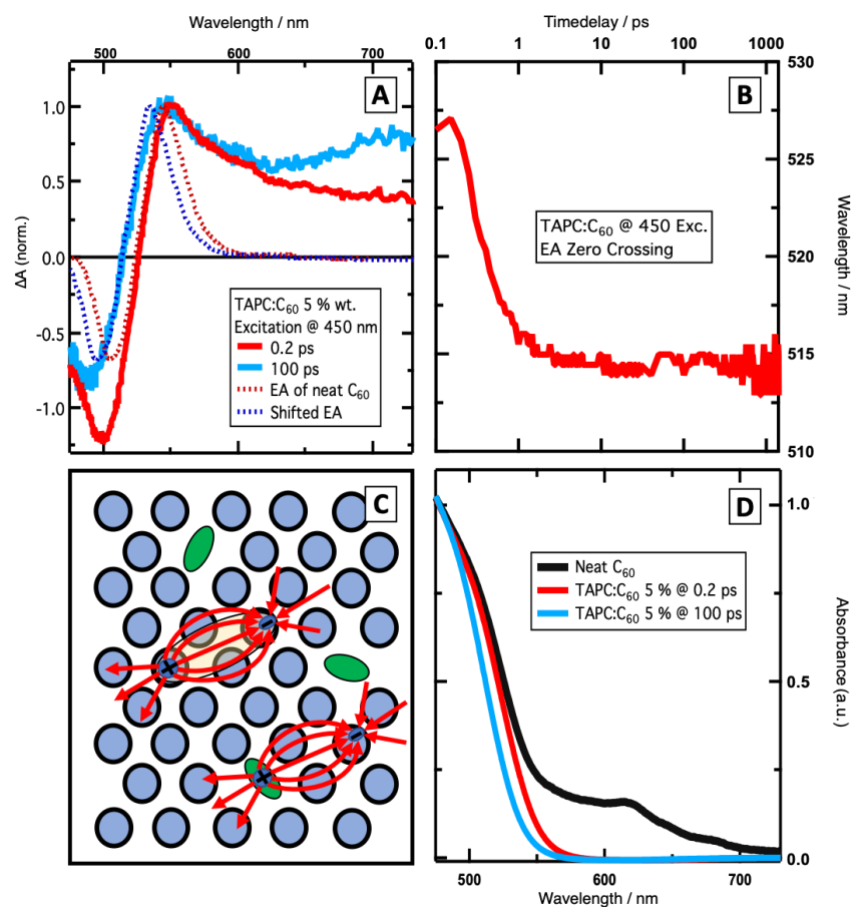 Wavelength / nm
500
600
700
A
1.0
0.5
0.0
-0.5
-1.0
ΔA (norm.)
TAPC:C₆₀ 5 % wt.
Excitation @ 450 nm
0.2 ps
100 ps
EA of neat C₆₀
Shifted EA
Timedelay / ps
0.1
1
10
100
1000
B
530
525
520
515
510
Wavelength / nm
TAPC:C₆₀ @ 450 Exc.
EA Zero Crossing
C
+
−
+
−
D
1.0
0.5
0.0
Absorbance (a.u.)
Neat C₆₀
TAPC:C₆₀ 5 % @ 0.2 ps
TAPC:C₆₀ 5 % @ 100 ps
500
600
700
Wavelength / nm